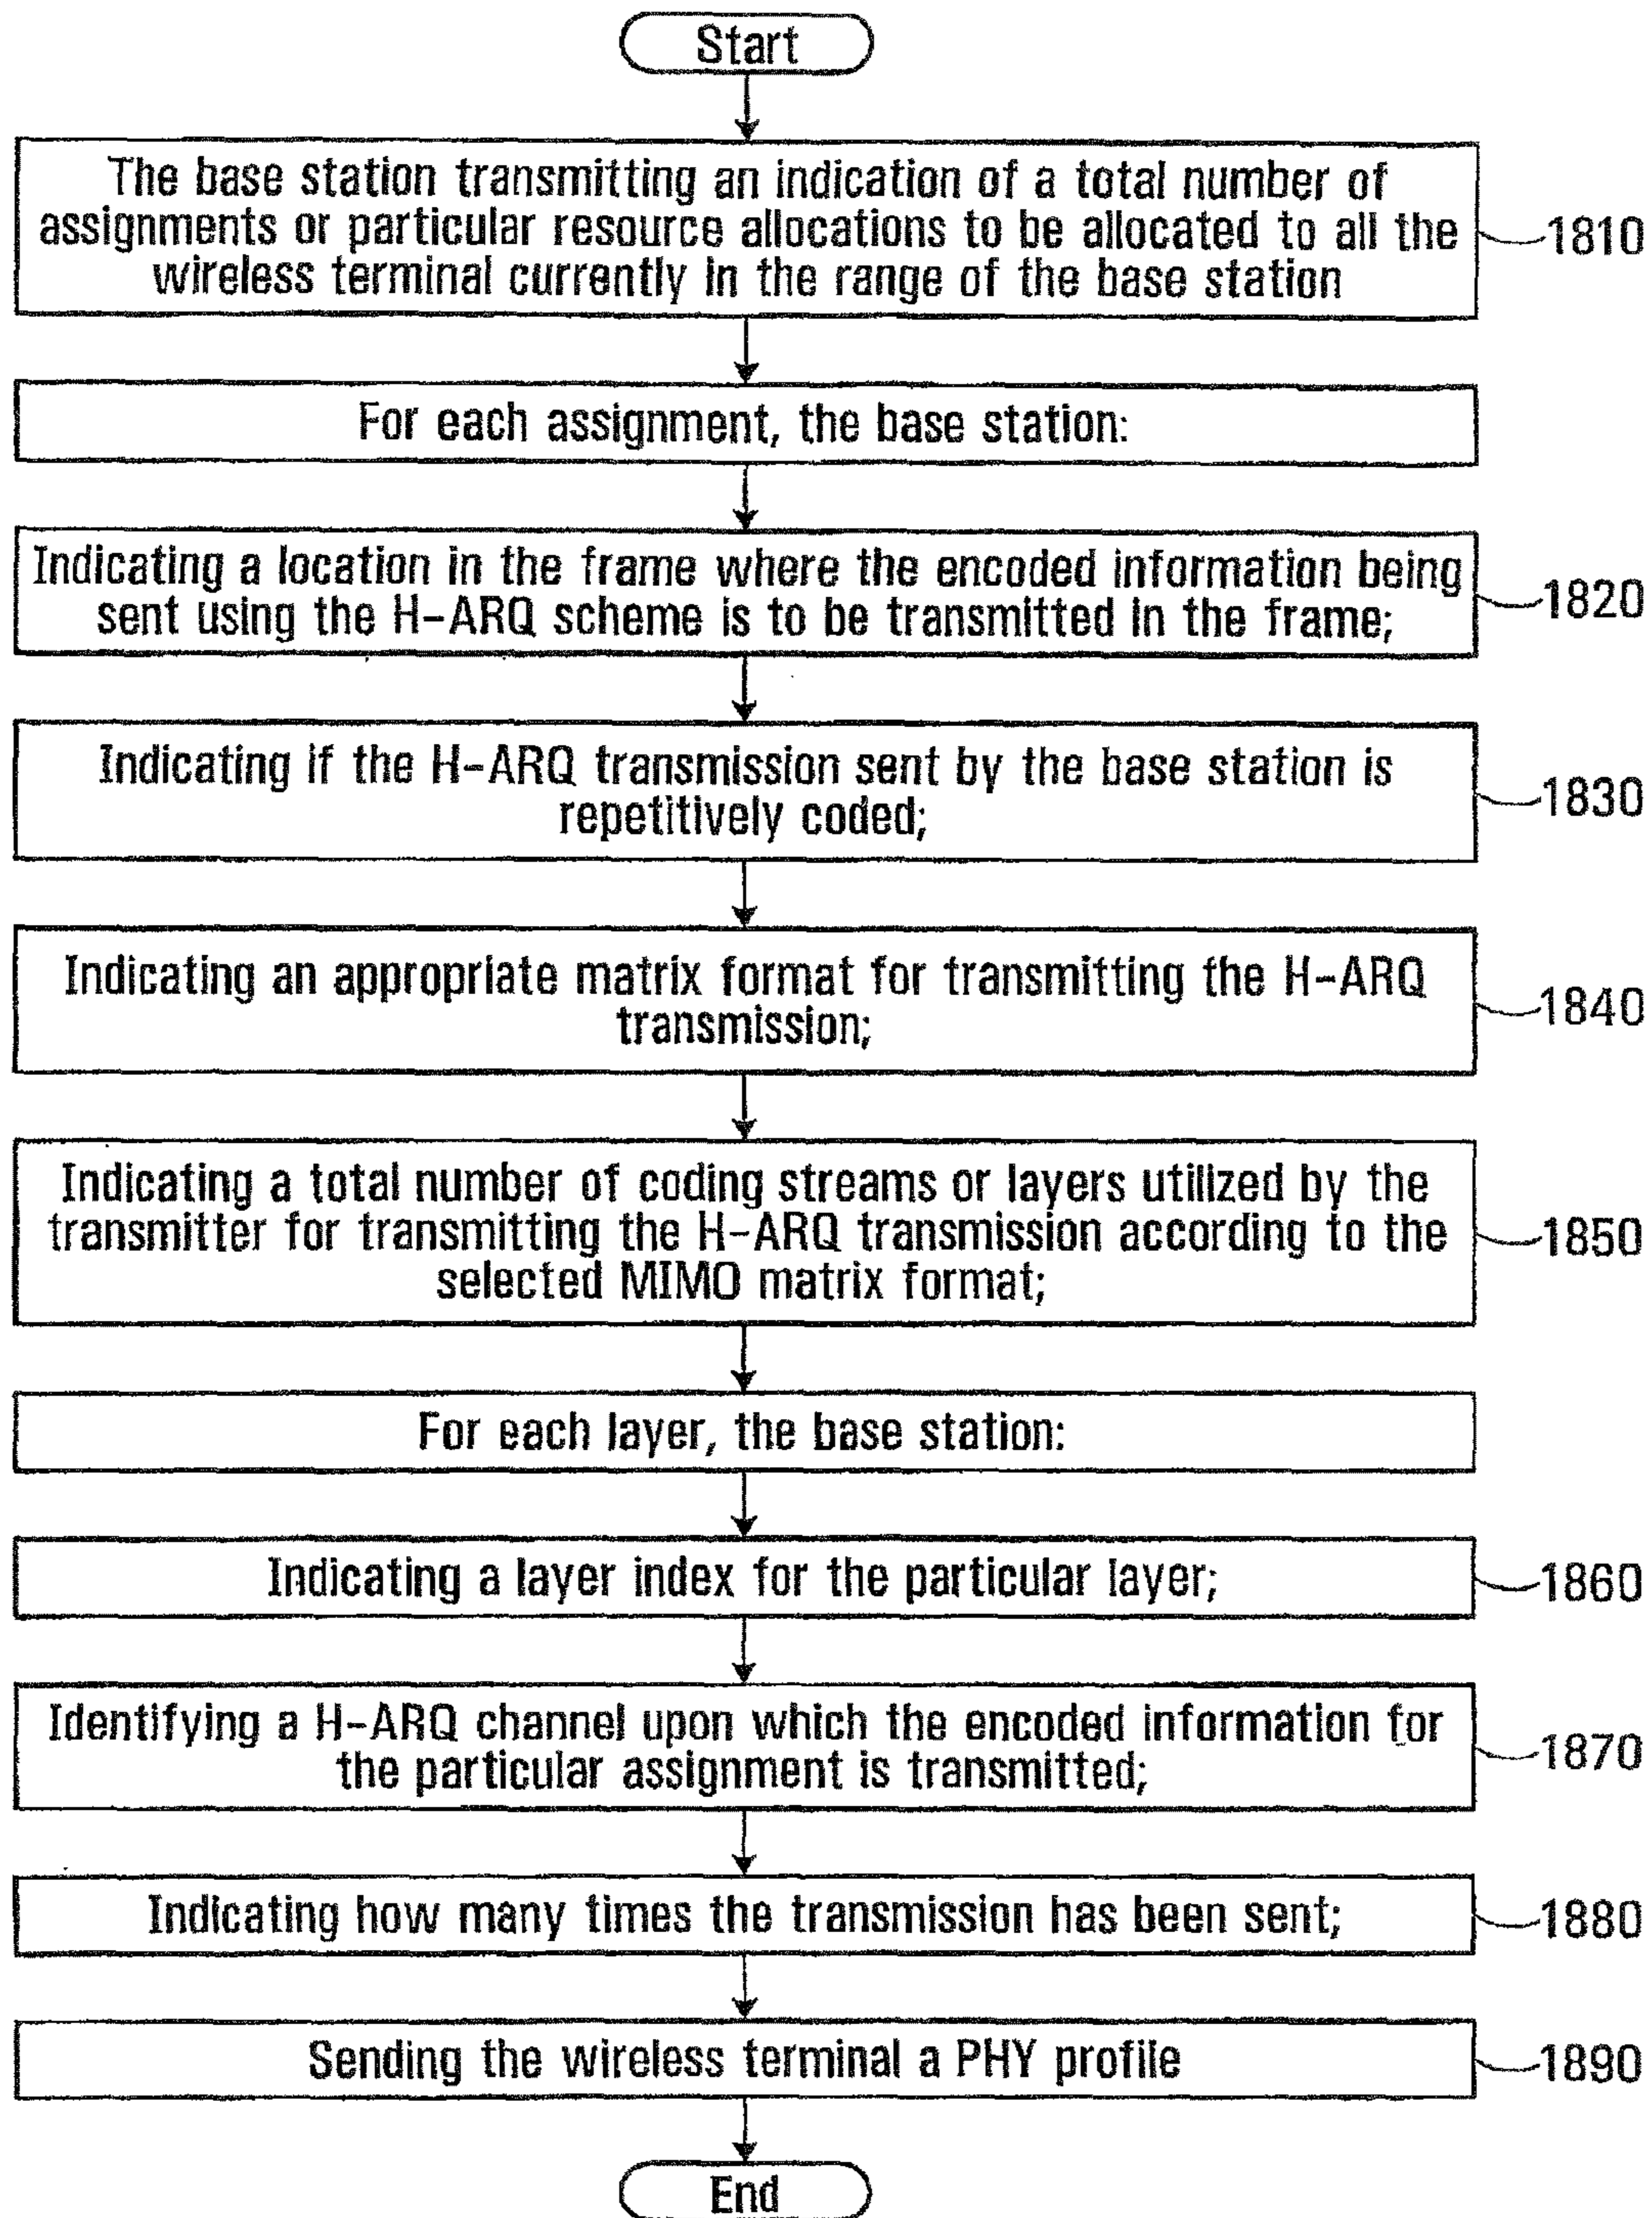 Start
The base station transmitting an indication of a total number of
assignments or particular resource allocations to be allocated to all the
wireless terminal currently in the range of the base station
1810
For each assignment, the base station:
Indicating a location in the frame where the encoded information being
sent using the H-ARQ scheme is to be transmitted in the frame;
1820
Indicating if the H-ARQ transmission sent by the base station is
repetitively coded;
1830
Indicating an appropriate matrix format for transmitting the H-ARQ
transmission;
1840
Indicating a total number of coding streams or layers utilized by the
transmitter for transmitting the H-ARQ transmission according to the
selected MIMO matrix format;
1850
For each layer, the base station:
Indicating a layer index for the particular layer;
1860
Identifying a H-ARQ channel upon which the encoded information for
the particular assignment is transmitted;
1870
Indicating how many times the transmission has been sent;
1880
Sending the wireless terminal a PHY profile
1890
End